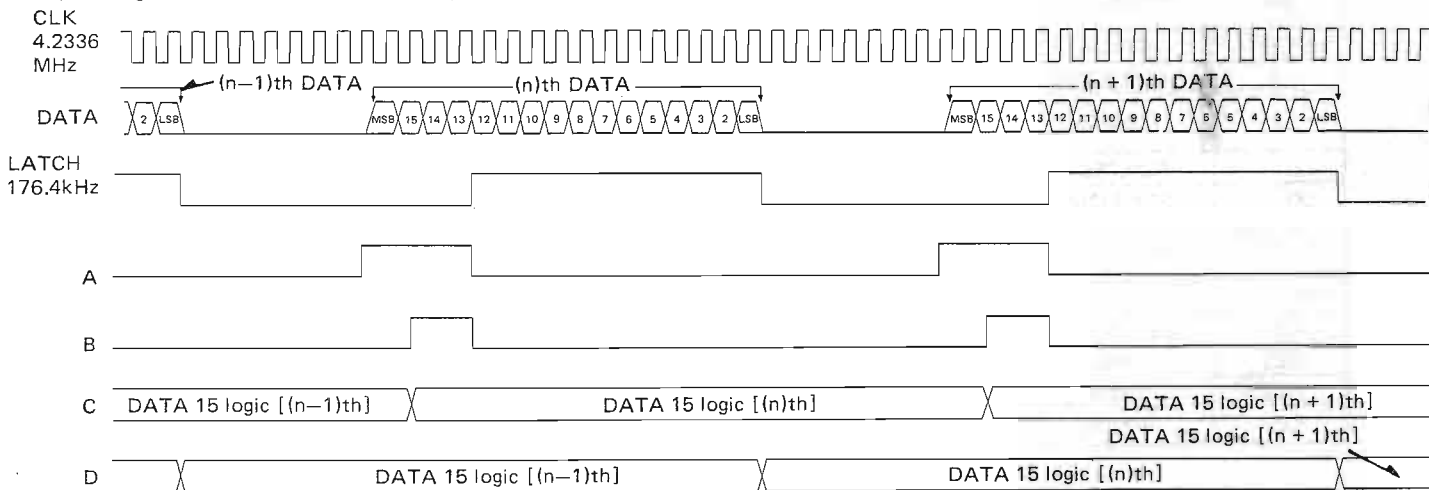 CLK
4.2336
MHz
(n−1)th DATA
(n)th DATA
(n + 1)th DATA
DATA
2 LSB MSB 15 14 13 12 11 10 9 8 7 6 5 4 3 2 LSB MSB 15 14 13 12 11 10 9 8 7 6 5 4 3 2 LSB
LATCH
176.4kHz
A
B
C DATA 15 logic [(n−1)th] DATA 15 logic [(n)th] DATA 15 logic [(n + 1)th]
DATA 15 logic [(n + 1)th]
D DATA 15 logic [(n−1)th] DATA 15 logic [(n)th]